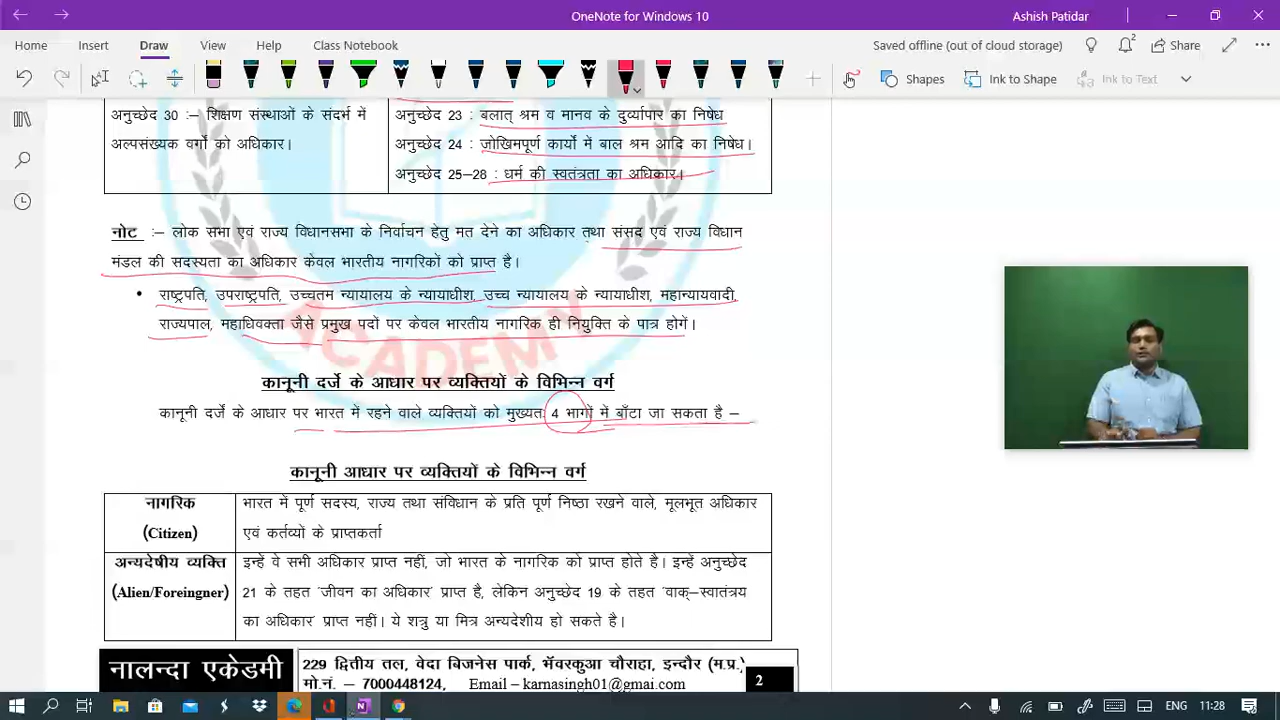 OneNote for Windows 10
Ashish Patidar
Home Insert Draw View Help Class Notebook
Saved offline (out of cloud storage)
2
Share
Shapes
Ink to Shape
Ink to Text
अनुच्छेद 30 :– शिक्षण संस्थाओं के संदर्भ में
अल्पसंख्यक वर्गों का अधिकार।
अनुच्छेद 23 : बलात् श्रम व मानव के दुर्व्यापार का निषेध
अनुच्छेद 24 : जोखिमपूर्ण कार्यों में बाल श्रम आदि का निषेध।
अनुच्छेद 25–28 : धर्म की स्वतंत्रता का अधिकार।
नोट :– लोक सभा एवं राज्य विधानसभा के निर्वाचन हेतु मत देने का अधिकार तथा संसद एवं राज्य विधान
मंडल की सदस्यता का अधिकार केवल भारतीय नागरिकों को प्राप्त है।
• राष्ट्रपति, उपराष्ट्रपति, उच्चतम न्यायालय के न्यायाधीश, उच्च न्यायालय के न्यायाधीश, महान्यायवादी,
राज्यपाल, महाधिवक्ता जैसे प्रमुख पदों पर केवल भारतीय नागरिक ही नियुक्ति के पात्र होगें।
ACADEMY
कानूनी दर्जे के आधार पर व्यक्तियों के विभिन्न वर्ग
कानूनी दर्जें के आधार पर भारत में रहने वाले व्यक्तियों को मुख्यतः 4 भागों में बाँटा जा सकता है –
कानूनी आधार पर व्यक्तियों के विभिन्न वर्ग
नागरिक
(Citizen)
भारत में पूर्ण सदस्य, राज्य तथा संविधान के प्रति पूर्ण निष्ठा रखने वाले, मूलभूत अधिकार
एवं कर्तव्यों के प्राप्तकर्ता
अन्यदेषीय व्यक्ति
(Alien/Foreingner)
इन्हें वे सभी अधिकार प्राप्त नहीं, जो भारत के नागरिक को प्राप्त होते है। इन्हें अनुच्छेद
21 के तहत 'जीवन का अधिकार' प्राप्त है, लेकिन अनुच्छेद 19 के तहत 'वाक्–स्वातंत्रय
का अधिकार' प्राप्त नहीं। ये शत्रु या मित्र अन्यदेशीय हो सकते है।
नालन्दा एकेडमी
229 द्वितीय तल, वेदा बिजनेस पार्क, भॅवरकुआ चौराहा, इन्दौर (म.प्र.)
मो.नं. – 7000448124, Email – karnasingh01@gmai.com
2
ENG 11:28